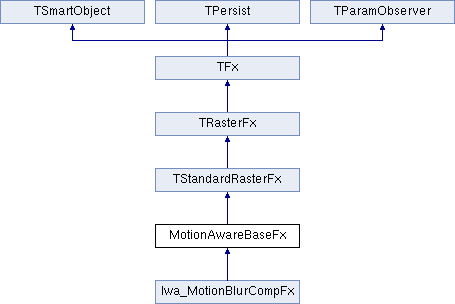 TSmartObject TPersist TParamObserver
TFx
TRasterFx
TStandardRasterFx
MotionAwareBaseFx
Iwa_MotionBlurCompFx